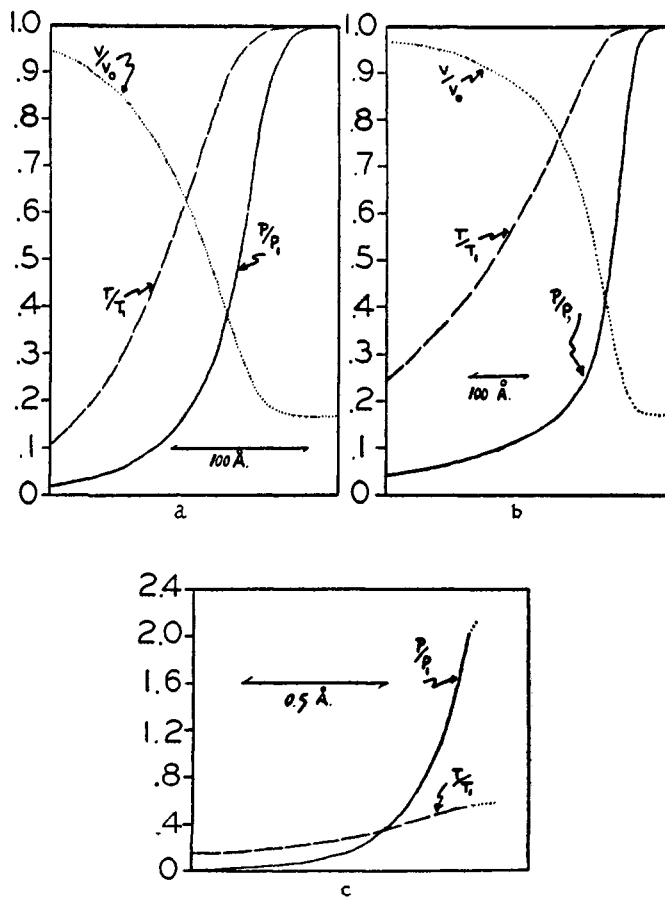 1.0
.9
.8
.7
.6
.5
.4
.3
.2
.1
0
V/V₀
T/T₁
P/P₁
100 Å.
a
1.0
.9
.8
.7
.6
.5
.4
.3
.2
.1
0
V/V₀
T/T₁
P/P₁
100 Å.
b
2.4
2.0
1.6
1.2
.8
.4
0
P/P₁
0.5 Å.
T/T₁
c